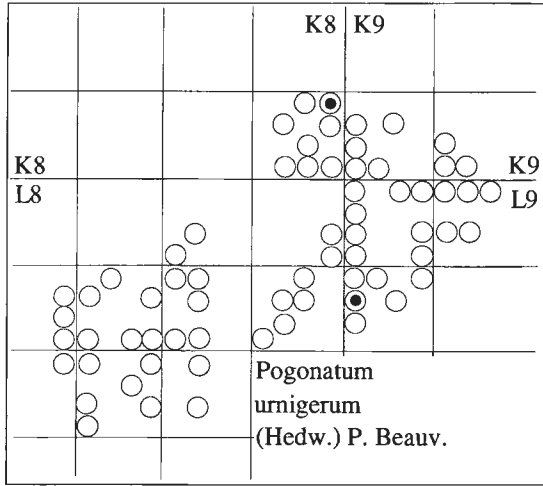 K8 K9
K8 K9
L8 L9
Pogonatum
urnigerum
(Hedw.) P. Beauv.